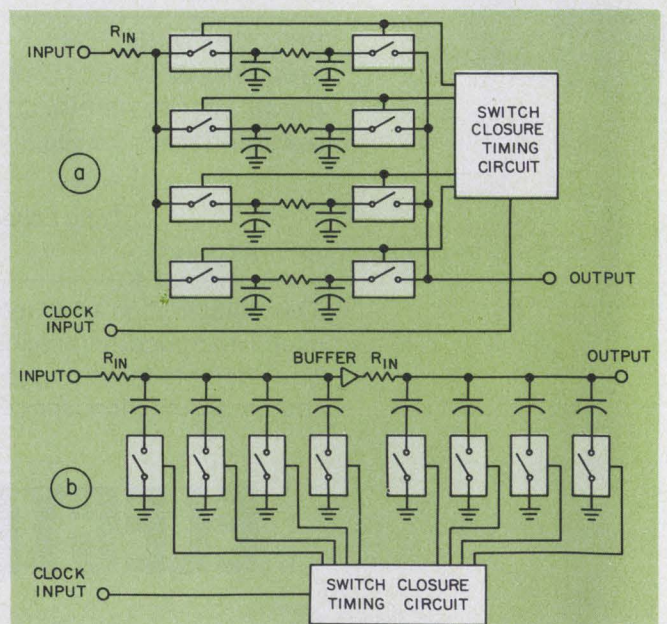 INPUT
R_IN
SWITCH
CLOSURE
TIMING
CIRCUIT
a
OUTPUT
CLOCK
INPUT
INPUT
R_IN
BUFFER
R_IN
OUTPUT
b
CLOCK
INPUT
SWITCH CLOSURE
TIMING CIRCUIT